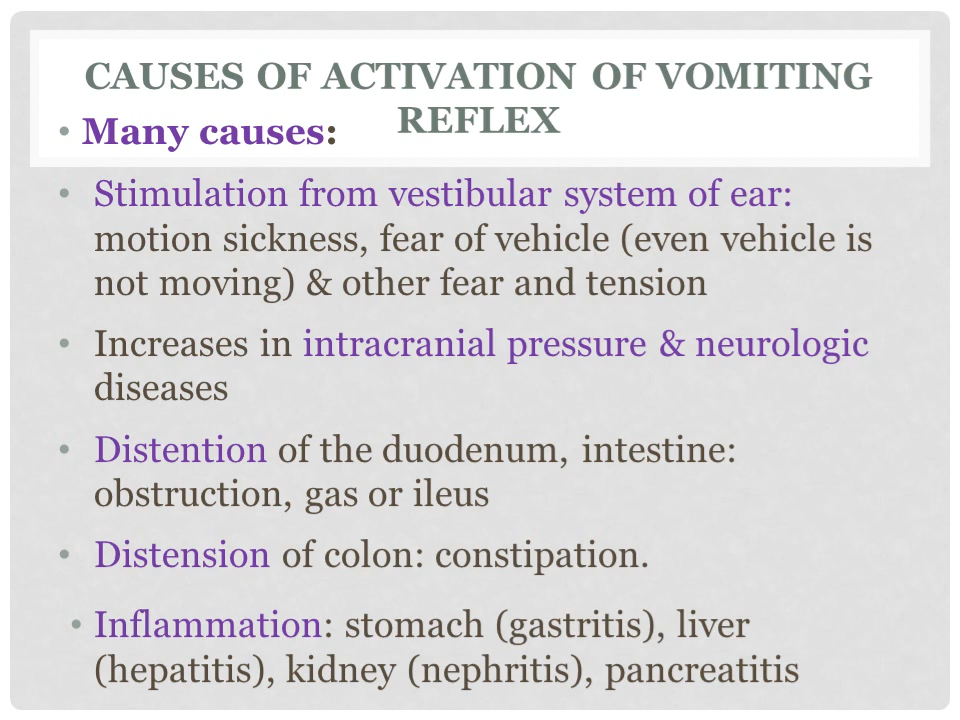 CAUSES OF ACTIVATION OF VOMITING
REFLEX
• Many causes:
• Stimulation from vestibular system of ear:
motion sickness, fear of vehicle (even vehicle is
not moving) & other fear and tension
• Increases in intracranial pressure & neurologic
diseases
• Distention of the duodenum, intestine:
obstruction, gas or ileus
• Distension of colon: constipation.
• Inflammation: stomach (gastritis), liver
(hepatitis), kidney (nephritis), pancreatitis